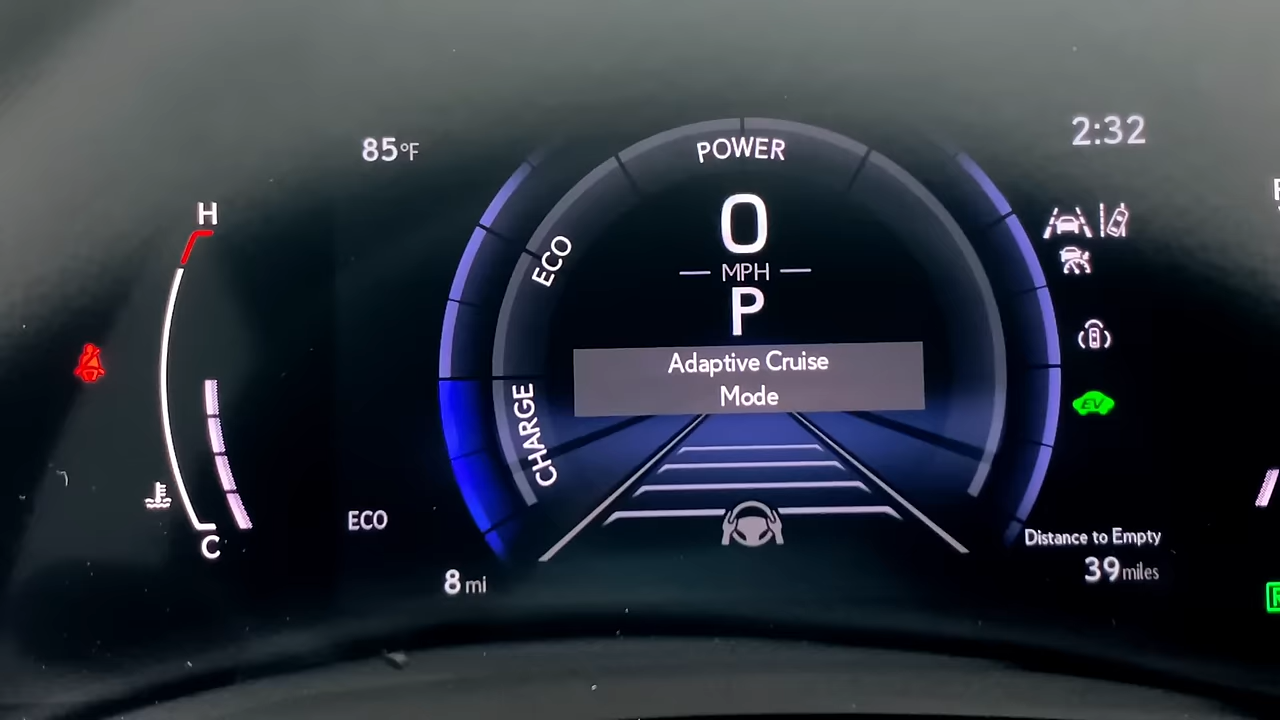 85°F
2:32
H
POWER
0
ECO
MPH
P
Adaptive Cruise
Mode
CHARGE
EV
ECO
C
Distance to Empty
39 miles
8 mi